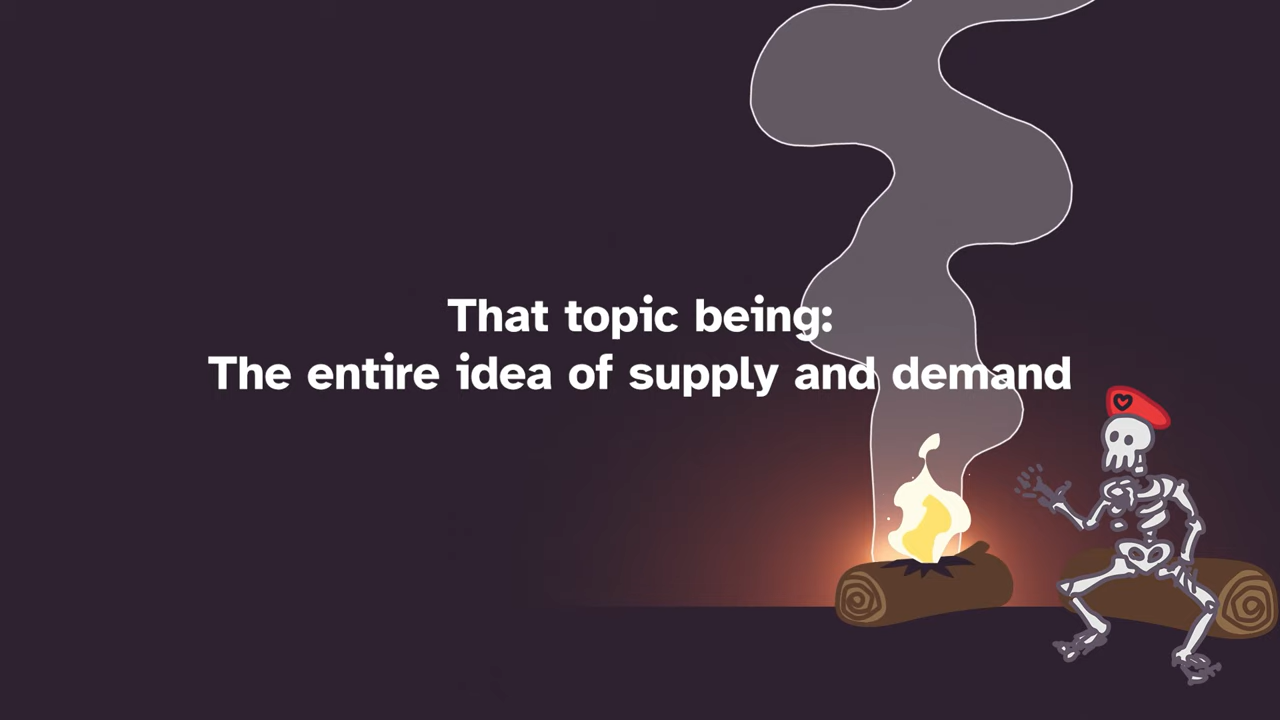 That topic being:
The entire idea of supply and demand